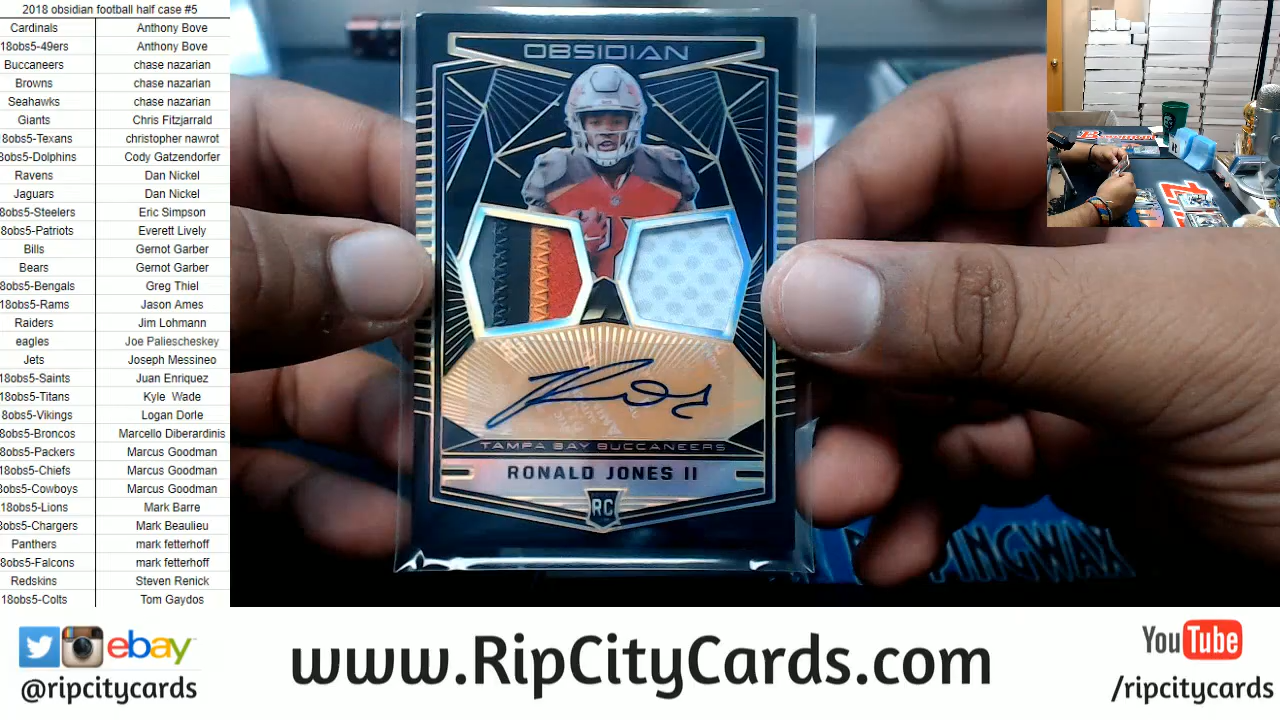 2018 obsidian football half case #5
Cardinals Anthony Bove
18obs5-49ers Anthony Bove
Buccaneers chase nazarian
Browns chase nazarian
Seahawks chase nazarian
Giants Chris Fitzjarrald
8obs5-Texans christopher nawrot
8obs5-Dolphins Cody Gatzendorfer
Ravens Dan Nickel
Jaguars Dan Nickel
8obs5-Steelers Eric Simpson
8obs5-Patriots Everett Lively
Bills Gernot Garber
Bears Gernot Garber
8obs5-Bengals Greg Thiel
18obs5-Rams Jason Ames
Raiders Jim Lohmann
eagles Joe Paliescheskey
Jets Joseph Messineo
18obs5-Saints Juan Enriquez
18obs5-Titans Kyle Wade
8obs5-Vikings Logan Dorle
8obs5-Broncos Marcello Diberardinis
8obs5-Packers Marcus Goodman
18obs5-Chiefs Marcus Goodman
8obs5-Cowboys Marcus Goodman
18obs5-Lions Mark Barre
8obs5-Chargers Mark Beaulieu
Panthers mark fetterhoff
8obs5-Falcons mark fetterhoff
Redskins Steven Renick
18obs5-Colts Tom Gaydos
OBSIDIAN
TAMPA BAY BUCCANEERS
RONALD JONES II
RC
PINGWAX
ebay
@ripcitycards
www.RipCityCards.com
YouTube
/ripcitycards